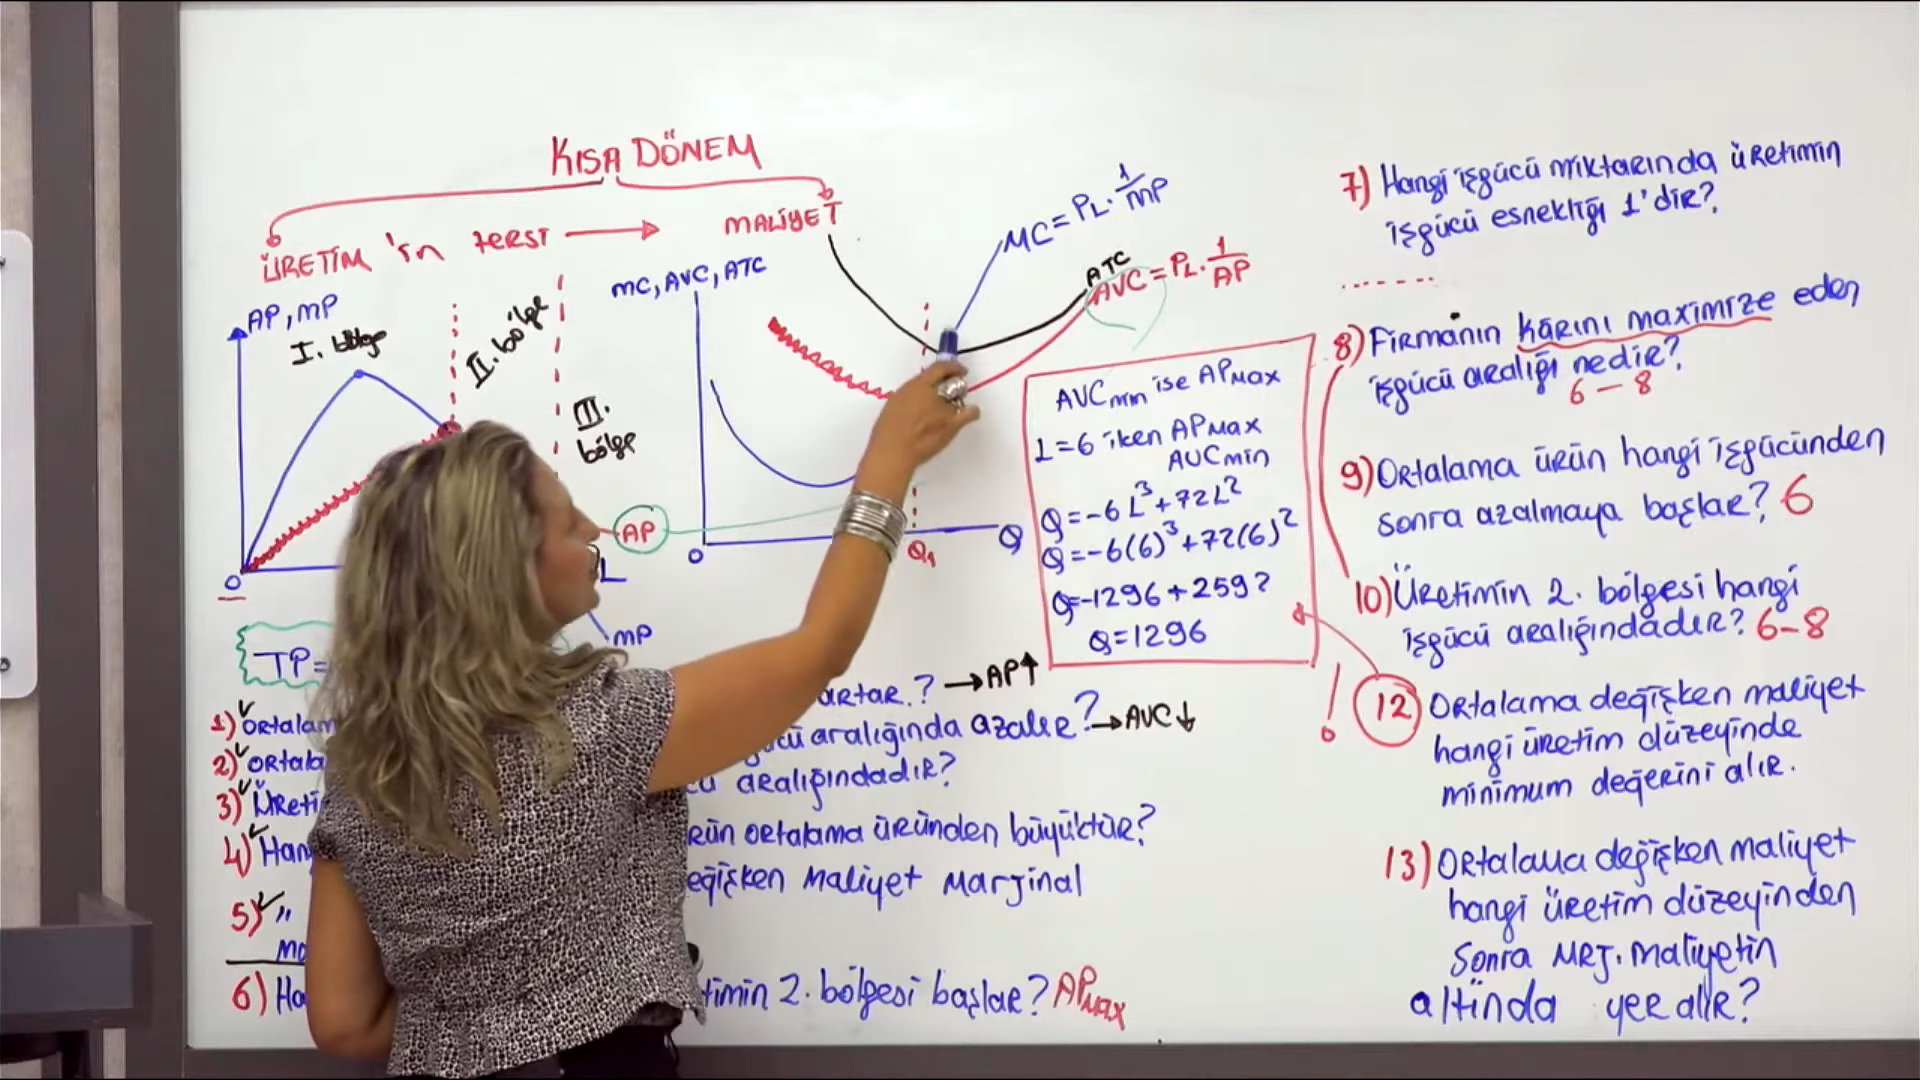 KISA DÖNEM
ÜRETİM 'in tersi
MALİYET
AP, MP
I. bölge
II. bölge
III.
bölge
AP
L
MP
0
TP=
MC, AVC, ATC
MC = PL . 1/MP
ATC
AVC = PL . 1/AP
0
Q1
Q
AVCmin ise APMAX
L=6 iken APMAX
AVCmin
Q=-6L³+72L²
Q=-6(6)³+72(6)²
Q=-1296+2592
Q=1296
1) Ortalam
artar.? → AP↑
2) Ortala
aralığında azalır? → AVC↓
3) Üreti
aralığındadır?
4) Han
ortalama üründen büyüktür?
5) "
Maliyet Marjinal
6) Ha
2. bölgesi başlar? APMAX
7) Hangi işgücü miktarında üretimin
işgücü esnekliği 1'dir?
8) Firmanın kârını maximize eden
işgücü aralığı nedir?
6 – 8
9) Ortalama ürün hangi işgücünden
sonra azalmaya başlar? 6
10) Üretimin 2. bölgesi hangi
işgücü aralığındadır? 6-8
!
12 Ortalama değişken maliyet
hangi üretim düzeyinde
minimum değerini alır.
13) Ortalama değişken maliyet
hangi üretim düzeyinden
Sonra MRJ. maliyetin
altında yer alır?